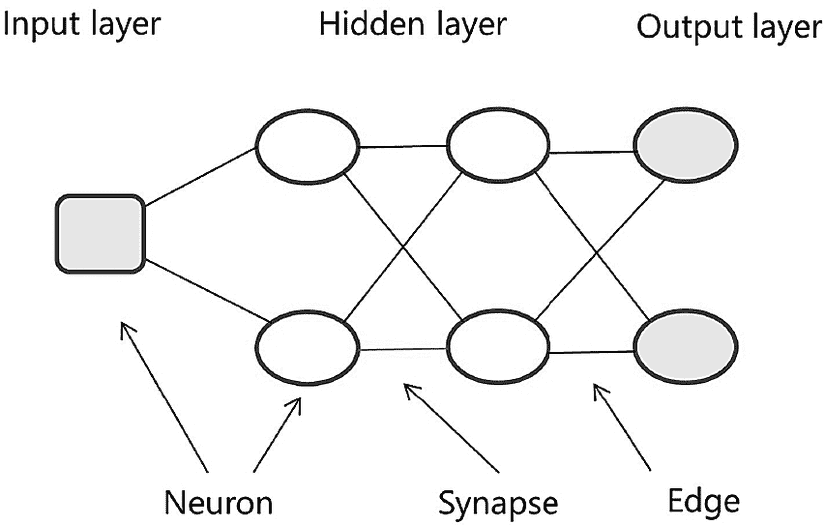 Input layer
Hidden layer
Output layer
Neuron
Synapse
Edge